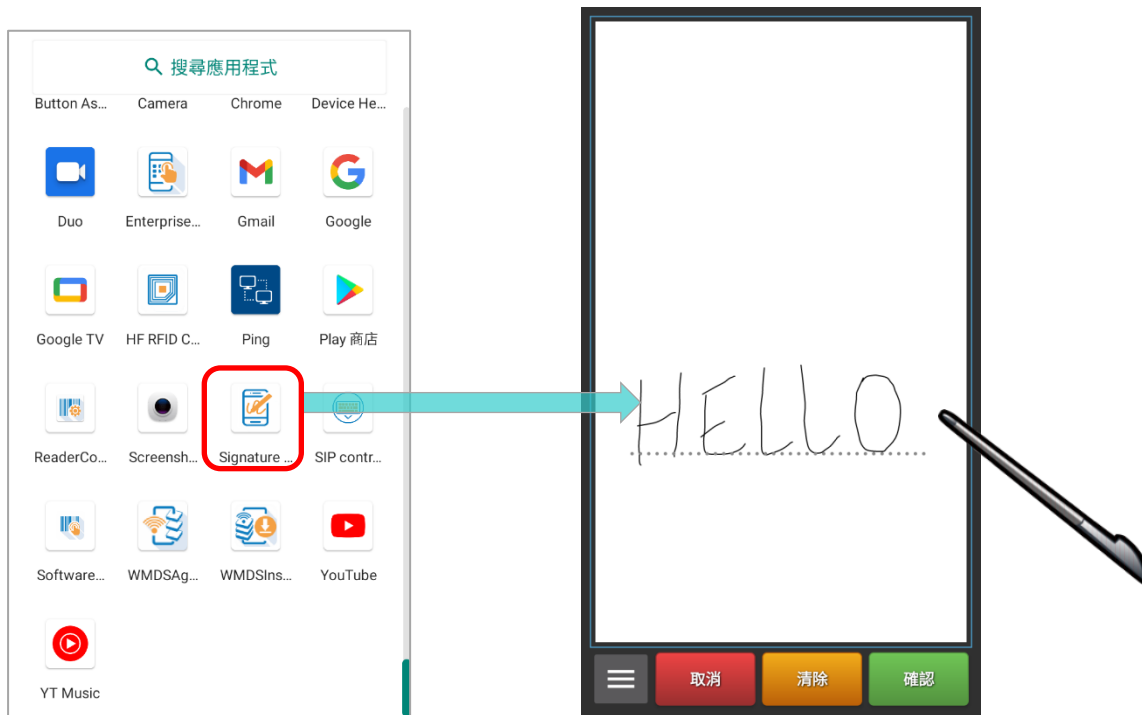 搜尋應用程式
Button As... Camera Chrome Device He...
Duo Enterprise... Gmail Google
Google TV HF RFID C... Ping Play 商店
ReaderCo... Screensh... Signature ... SIP contr...
Software... WMDSAg... WMDSIns... YouTube
YT Music
HELLO
取消 清除 確認